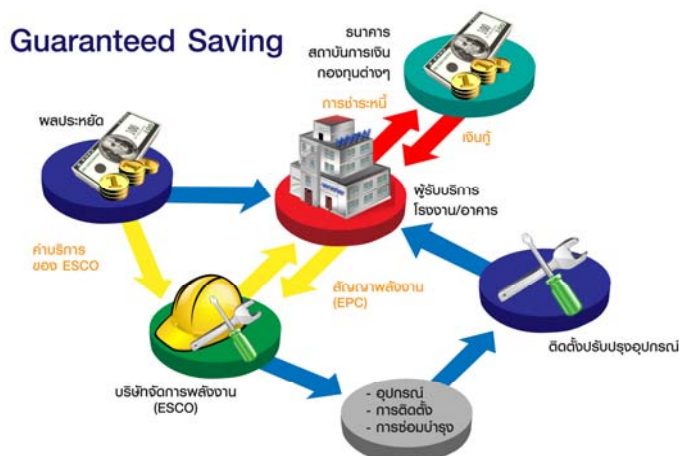 Guaranteed Saving
ธนาคาร
สถาบันการเงิน
กองทุนต่างๆ
การชำระหนี้
เงินกู้
ผลประหยัด
ผู้รับบริการ
โรงงาน/อาคาร
ค่าบริการ
ของ ESCO
สัญญาพลังงาน
(EPC)
ติดตั้งปรับปรุงอุปกรณ์
บริษัทจัดการพลังงาน
(ESCO)
- อุปกรณ์
- การติดตั้ง
- การซ่อมบำรุง